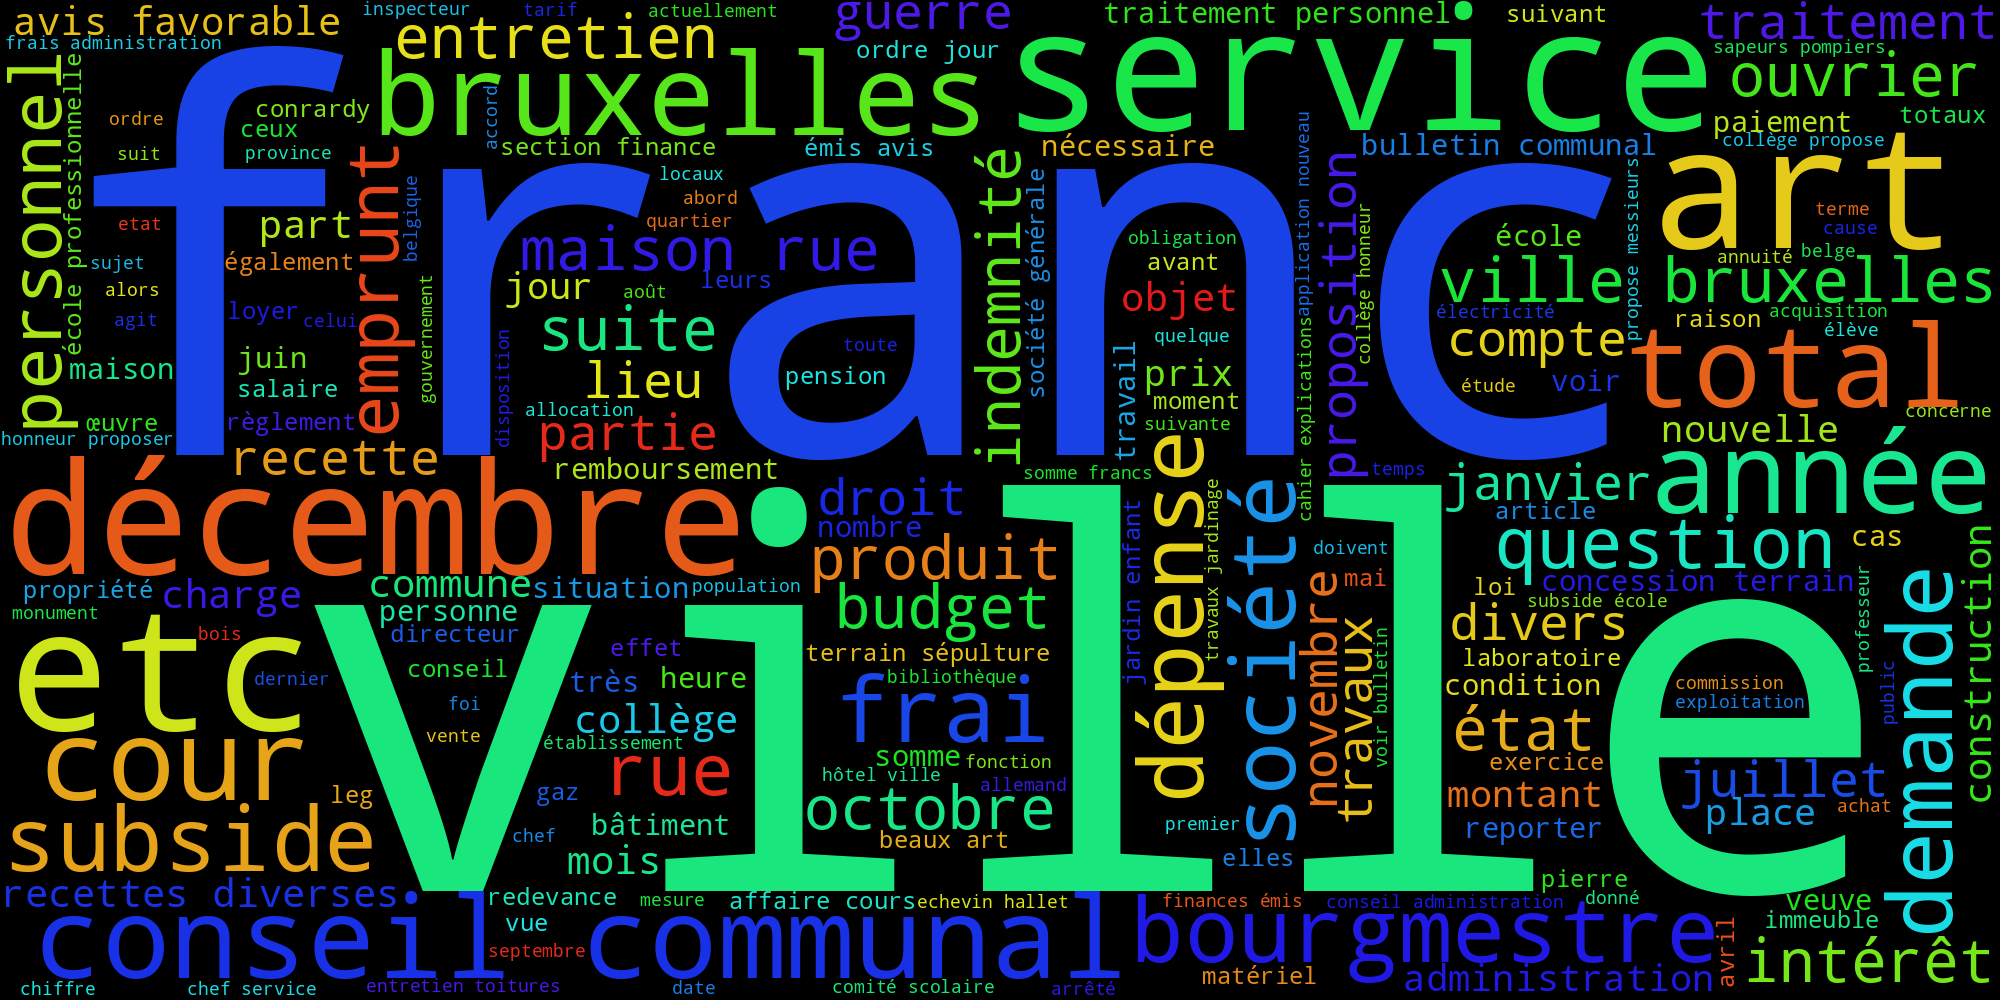 avis favorable
inspecteur
tarif
actuellement
guerre
traitement personnel
suivant
traitement
frais administration
entretien
ordre jour
service
sapeurs pompiers
personnel
école professionnelle
bruxelles
ouvrier
ordre
conrardy
accord
ceux
paiement
totaux
suit
province
section finance
émis avis
nécessaire
bulletin communal
collège propose
emprunt
belgique
locaux
indemnité
société générale
application nouveau
proposition
propose messieurs
art
franc
abord
quartier
etat
part
terme
cause
obligation
école
collège honneur
maison rue
sujet
également
avant
annuité
belge
alors
jour
août
leurs
objet
ville
bruxelles
agit
loyer
celui
gouvernement
suite
électricité
acquisition
raison
élève
disposition
toute
quelque
compte
juin
maison
salaire
lieu
pension
travail
prix
étude
voir
total
allocation
moment
œuvre
règlement
partie
suivante
concerne
honneur proposer
recette
nouvelle
remboursement
somme francs
dépense
cahier explications
temps
année
décembre
droit
jardin enfant
travaux jardinage
société
janvier
nombre
article
question
cas
produit
doivent
construction
propriété
charge
commune
situation
population
mai
loi
concession terrain
monument
personne
budget
novembre
subside école
professeur
demande
etc
bois
directeur
divers
ville
effet
terrain sépulture
travaux
voir bulletin
laboratoire
conseil
très
heure
bibliothèque
condition
commission
public
dernier
foi
frai
exploitation
collège
état
vente
établissement
cour
rue
somme
fonction
exercice
hôtel ville
allemand
juillet
leg
gaz
montant
place
achat
octobre
subside
bâtiment
chef
premier
reporter
beaux art
mois
elles
pierre
recettes diverses
redevance
mesure
affaire cours
echevin hallet
finances émis
conseil administration
donné
veuve
vue
immeuble
conseil
communal
bourgmestre
avril
septembre
intérêt
matériel
administration
chiffre
chef service
entretien toitures
date
comité scolaire
arrêté